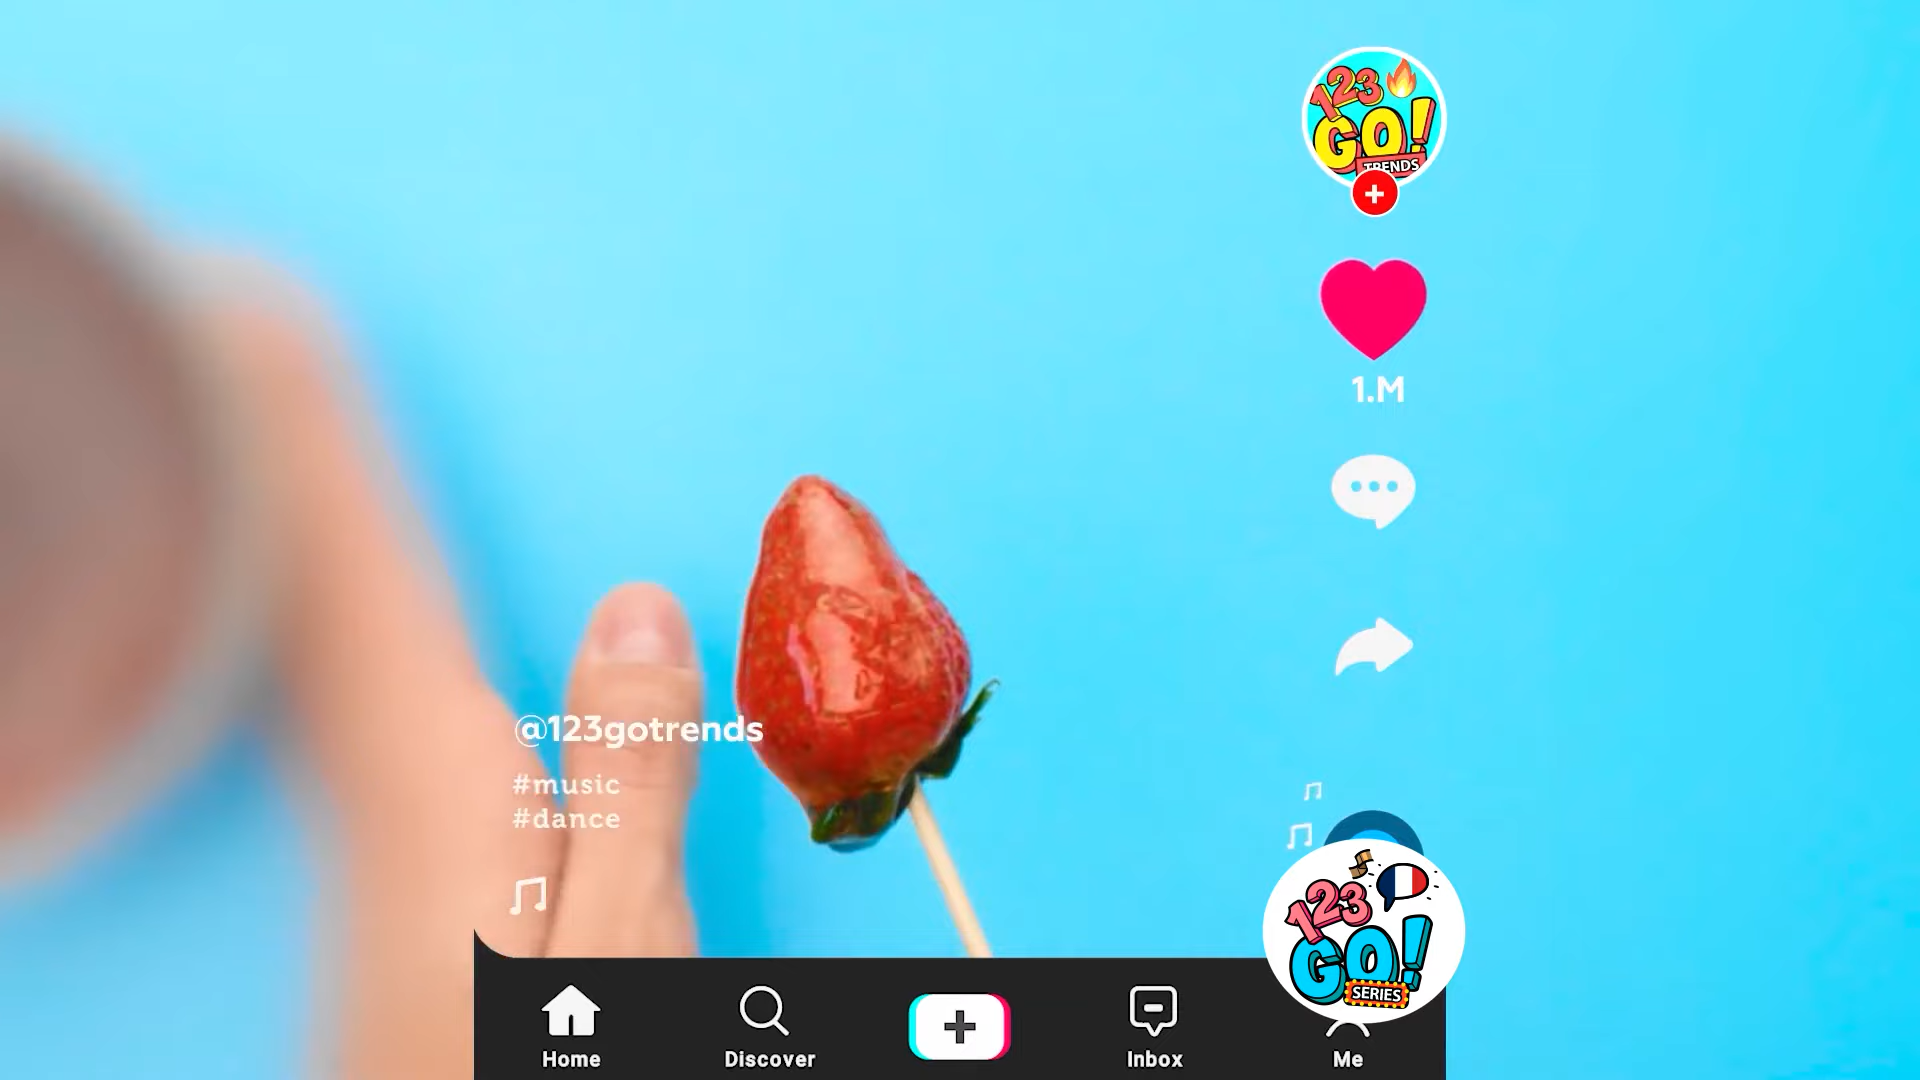 123
GO!
TRENDS
1.M
@123gotrends
#music
#dance
123
GO!
SERIES
Home
Discover
Inbox
Me